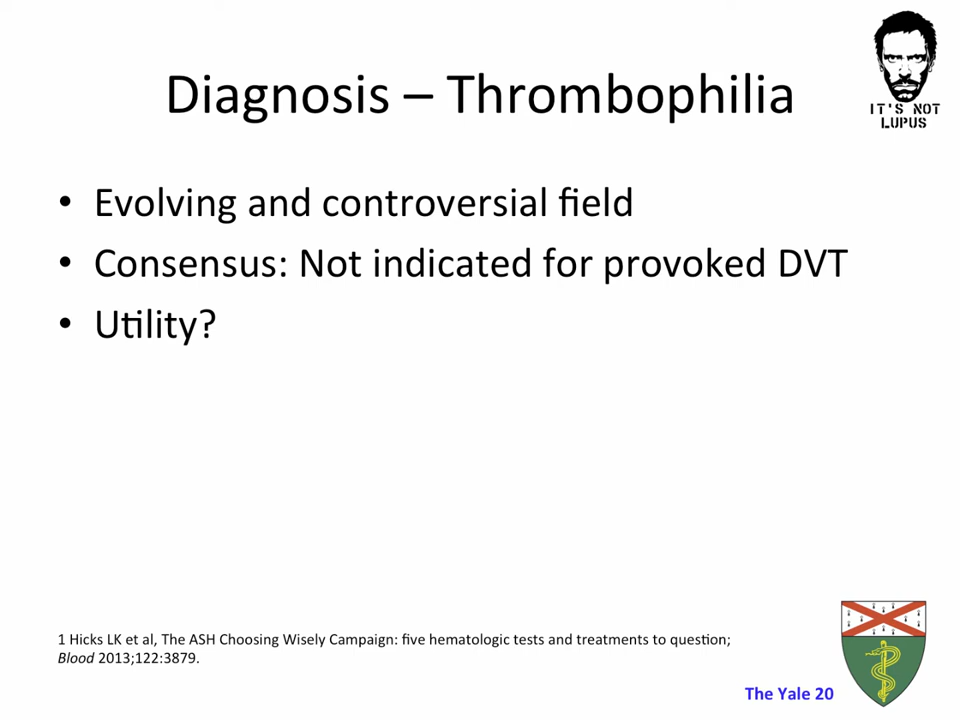 IT'S NOT
LUPUS
Diagnosis – Thrombophilia
• Evolving and controversial field
• Consensus: Not indicated for provoked DVT
• Utility?
1 Hicks LK et al, The ASH Choosing Wisely Campaign: five hematologic tests and treatments to question;
Blood 2013;122:3879.
The Yale 20